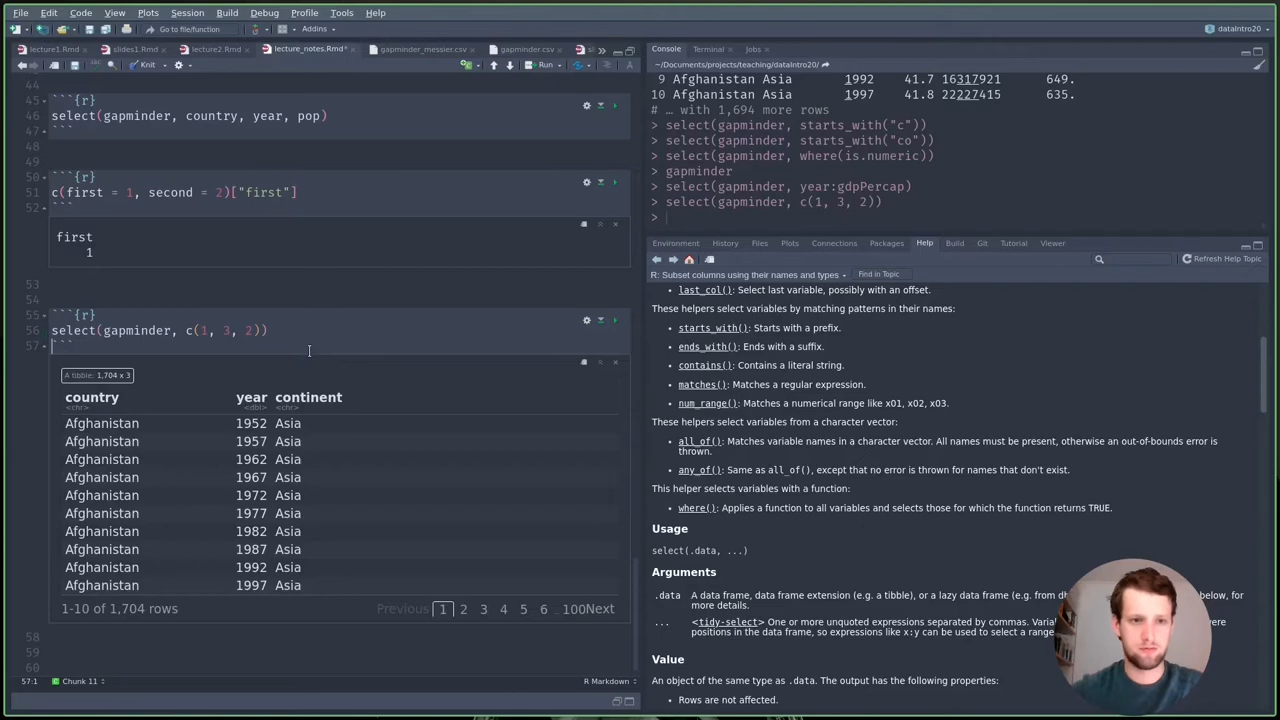 File Edit Code View Plots Session Build Debug Profile Tools Help
Go to file/function Addins dataIntro20
lecture1.Rmd slides1.Rmd lecture2.Rmd lecture_notes.Rmd* gapminder_messier.csv gapminder.csv
Knit Run
44
45 ```{r}
46 select(gapminder, country, year, pop)
47 ```
48
49
50 ```{r}
51 c(first = 1, second = 2)["first"]
52 ```
first
1
53
54
55 ```{r}
56 select(gapminder, c(1, 3, 2))
57 ```
A tibble: 1,704 x 3
country year continent
<chr> <dbl> <chr>
Afghanistan 1952 Asia
Afghanistan 1957 Asia
Afghanistan 1962 Asia
Afghanistan 1967 Asia
Afghanistan 1972 Asia
Afghanistan 1977 Asia
Afghanistan 1982 Asia
Afghanistan 1987 Asia
Afghanistan 1992 Asia
Afghanistan 1997 Asia
1-10 of 1,704 rows Previous 1 2 3 4 5 6 … 100 Next
58
59
60
57:1 Chunk 11 R Markdown
Console Terminal Jobs
~/Documents/projects/teaching/dataIntro20/
9 Afghanistan Asia 1992 41.7 16317921 649.
10 Afghanistan Asia 1997 41.8 22227415 635.
# … with 1,694 more rows
> select(gapminder, starts_with("c"))
> select(gapminder, starts_with("co"))
> select(gapminder, where(is.numeric))
> gapminder
> select(gapminder, year:gdpPercap)
> select(gapminder, c(1, 3, 2))
>
Environment History Files Plots Connections Packages Help Build Git Tutorial Viewer
Refresh Help Topic
R: Subset columns using their names and types Find in Topic
• last_col(): Select last variable, possibly with an offset.
These helpers select variables by matching patterns in their names:
• starts_with(): Starts with a prefix.
• ends_with(): Ends with a suffix.
• contains(): Contains a literal string.
• matches(): Matches a regular expression.
• num_range(): Matches a numerical range like x01, x02, x03.
These helpers select variables from a character vector:
• all_of(): Matches variable names in a character vector. All names must be present, otherwise an out-of-bounds error is
thrown.
• any_of(): Same as all_of(), except that no error is thrown for names that don't exist.
This helper selects variables with a function:
• where(): Applies a function to all variables and selects those for which the function returns TRUE.
Usage
select(.data, ...)
Arguments
.data A data frame, data frame extension (e.g. a tibble), or a lazy data frame (e.g. from below, for
more details.
... <tidy-select> One or more unquoted expressions separated by commas. were
positions in the data frame, so expressions like x:y can be used to select a range
Value
An object of the same type as .data. The output has the following properties:
• Rows are not affected.